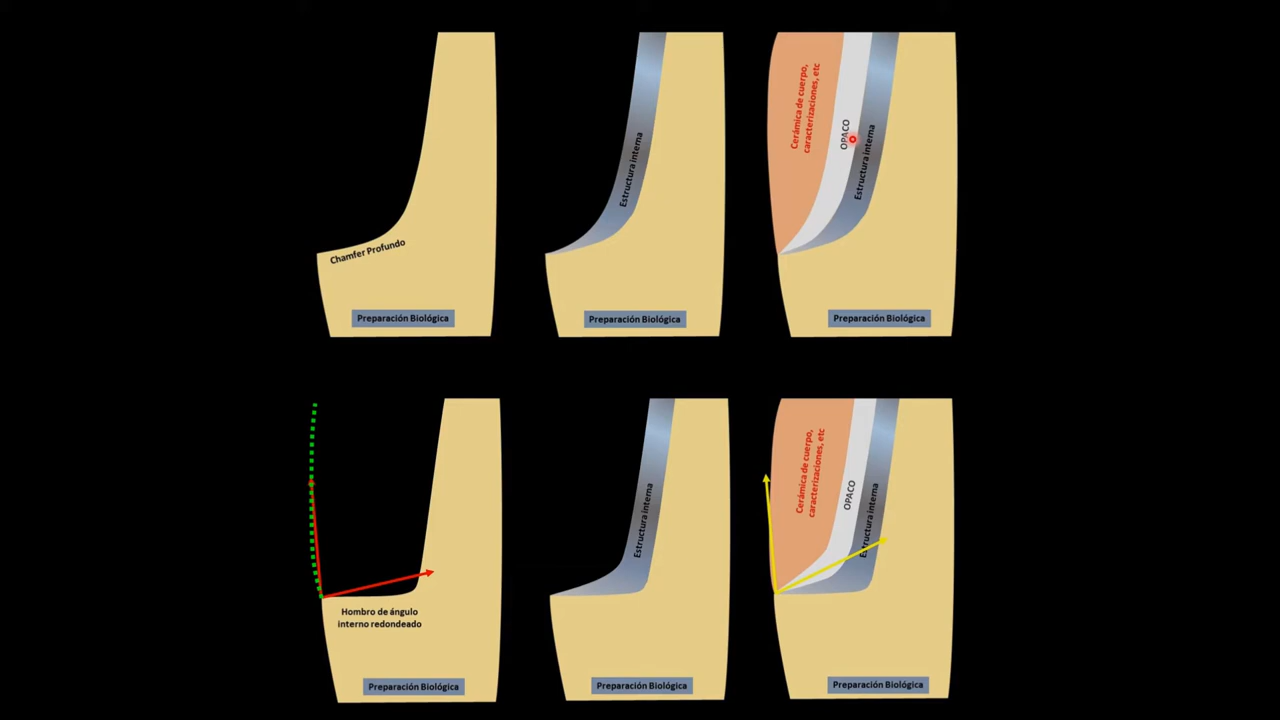 Chamfer Profundo
Preparación Biológica
Estructura interna
Preparación Biológica
Cerámica de cuerpo,
caracterizaciones, etc
OPACO
Estructura interna
Preparación Biológica
Hombro de ángulo
interno redondeado
Preparación Biológica
Estructura interna
Preparación Biológica
Cerámica de cuerpo,
caracterizaciones, etc
OPACO
Estructura interna
Preparación Biológica